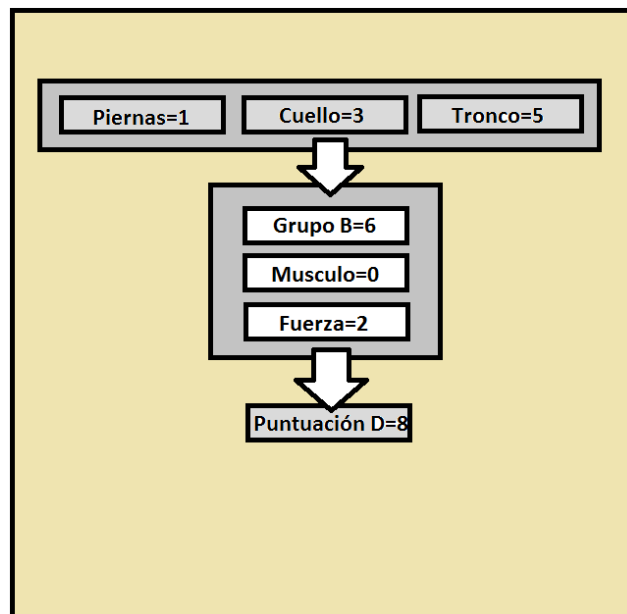 Piernas=1
Cuello=3
Tronco=5
Grupo B=6
Musculo=0
Fuerza=2
Puntuación D=8